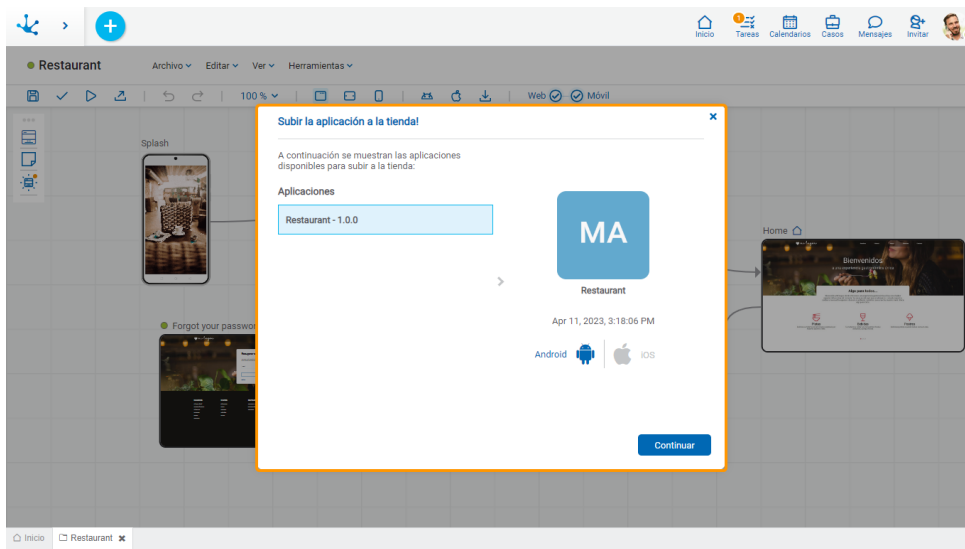 1
Inicio
Tareas
Calendarios
Casos
Mensajes
Invitar
Restaurant
Archivo
Editar
Ver
Herramientas
100 %
Web
Móvil
Subir la aplicación a la tienda!
A continuación se muestran las aplicaciones
disponibles para subir a la tienda:
Aplicaciones
Restaurant - 1.0.0
MA
Restaurant
Apr 11, 2023, 3:18:06 PM
Android
iOS
Continuar
Splash
Forgot your passwor
Home
Bienvenidos
Inicio
Restaurant